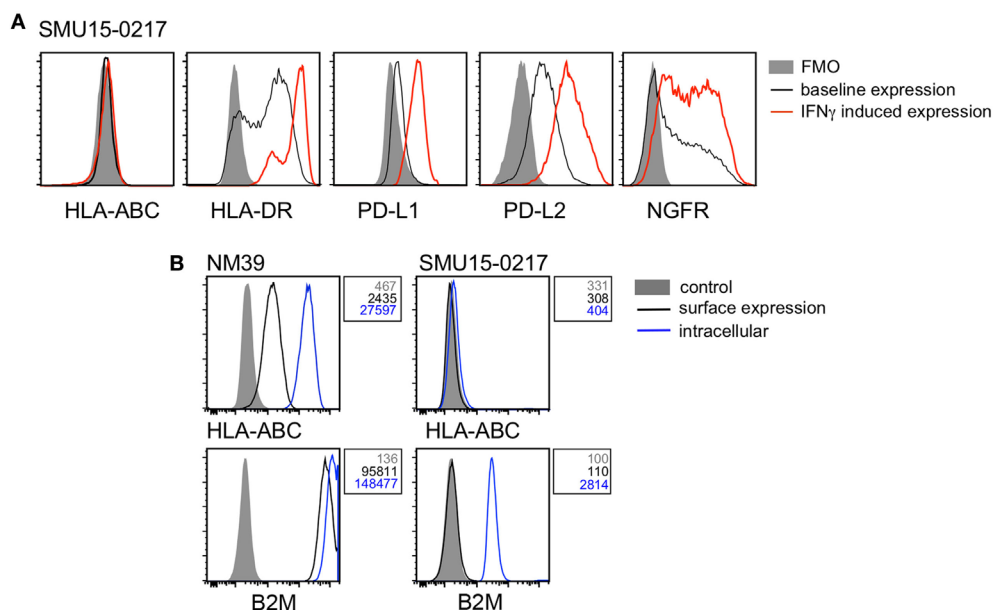 A
SMU15-0217
FMO
baseline expression
IFNγ induced expression
HLA-ABC
HLA-DR
PD-L1
PD-L2
NGFR
B
NM39
SMU15-0217
467
2435
27597
331
308
404
control
surface expression
intracellular
HLA-ABC
HLA-ABC
136
95811
148477
100
110
2814
B2M
B2M